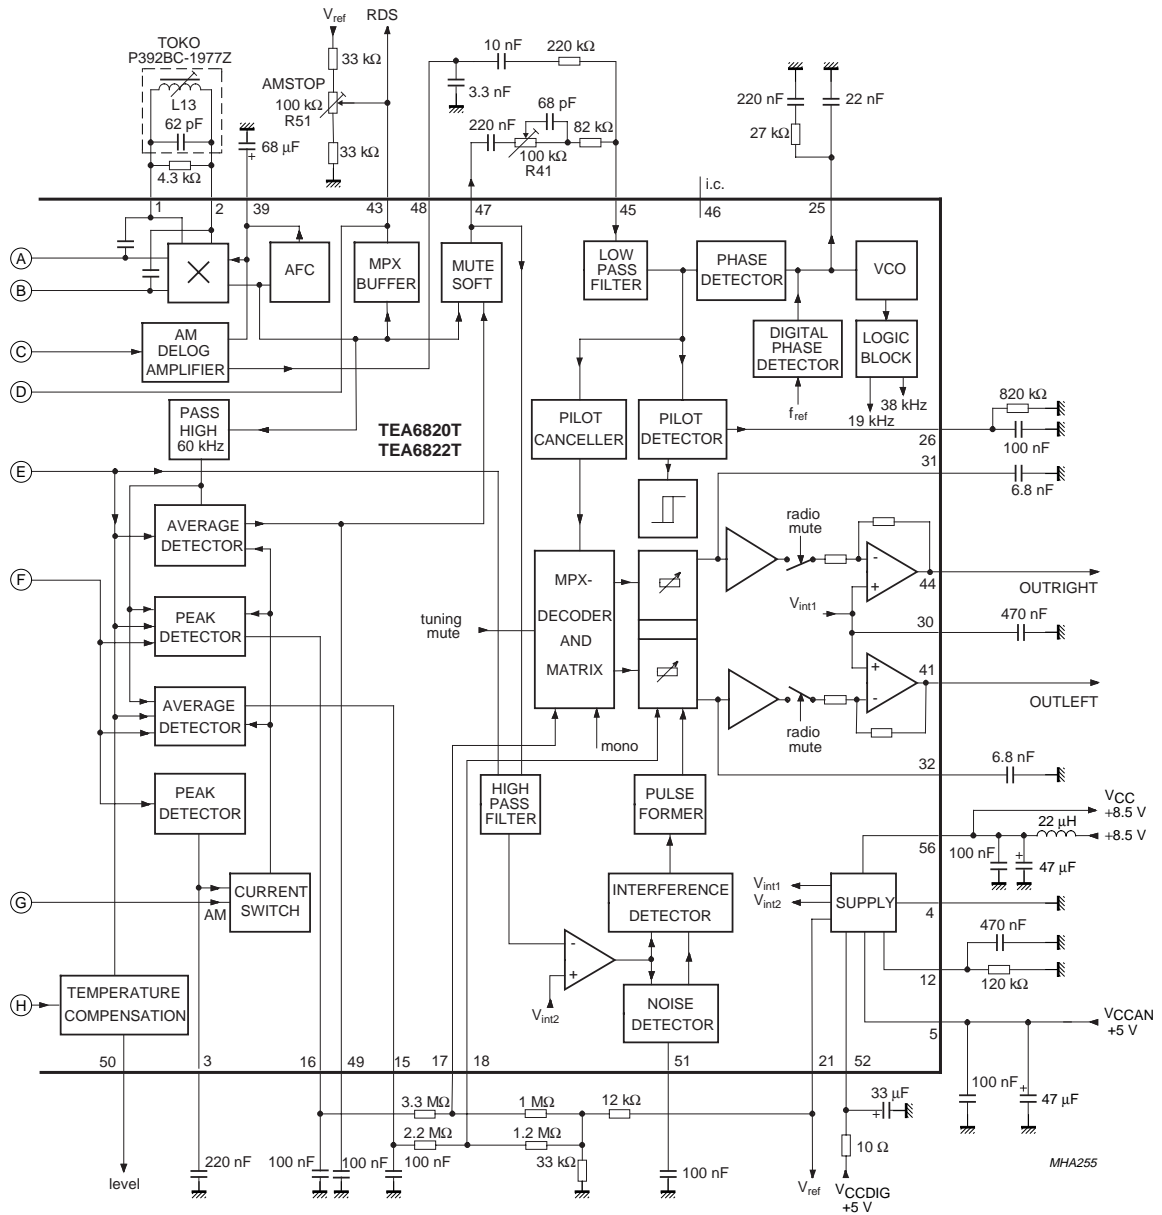 TOKO
P392BC-1977Z
L13
62 pF
4.3 kΩ
68 μF
+
Vref
RDS
33 kΩ
AMSTOP
100 kΩ
R51
33 kΩ
10 nF
220 kΩ
3.3 nF
68 pF
220 nF
82 kΩ
100 kΩ
R41
220 nF
22 nF
27 kΩ
i.c.
1
2
39
43
48
47
45
46
25
A
B
C
D
E
F
G
H
AFC
MPX
BUFFER
MUTE
SOFT
LOW
PASS
FILTER
PHASE
DETECTOR
VCO
AM
DELOG
AMPLIFIER
DIGITAL
PHASE
DETECTOR
LOGIC
BLOCK
fref
38 kHz
19 kHz
PASS
HIGH
60 kHz
TEA6820T
TEA6822T
PILOT
CANCELLER
PILOT
DETECTOR
820 kΩ
26
100 nF
31
6.8 nF
AVERAGE
DETECTOR
radio
mute
-
+
44
OUTRIGHT
MPX-
DECODER
AND
MATRIX
Vint1
PEAK
DETECTOR
tuning
mute
30
470 nF
+
-
41
OUTLEFT
AVERAGE
DETECTOR
radio
mute
mono
32
6.8 nF
PEAK
DETECTOR
HIGH
PASS
FILTER
PULSE
FORMER
VCC
+8.5 V
22 μH
+8.5 V
56
100 nF
+
47 μF
AM
CURRENT
SWITCH
INTERFERENCE
DETECTOR
Vint1
Vint2
SUPPLY
4
470 nF
12
120 kΩ
-
+
Vint2
TEMPERATURE
COMPENSATION
NOISE
DETECTOR
VCCAN
+5 V
5
50
3
16
49
15
17
18
51
21
52
100 nF
+
47 μF
3.3 MΩ
1 MΩ
12 kΩ
33 μF
+
2.2 MΩ
1.2 MΩ
10 Ω
level
220 nF
100 nF
100 nF
100 nF
33 kΩ
100 nF
Vref
VCCDIG
+5 V
MHA255